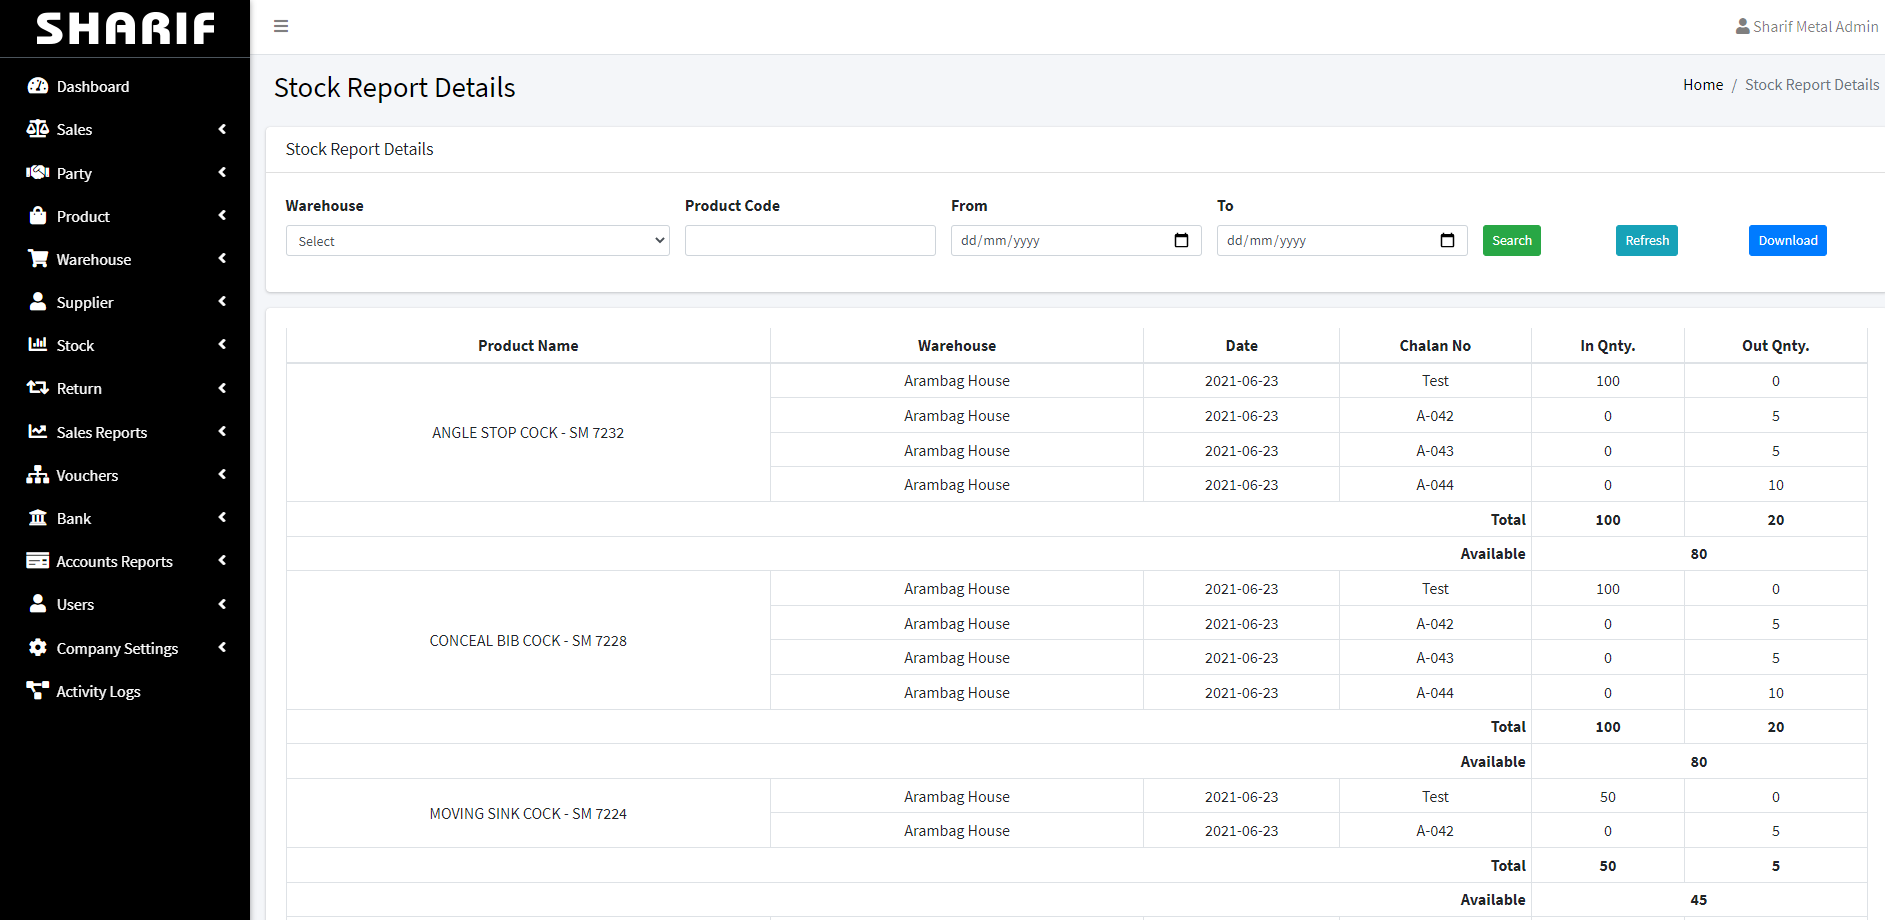 SHARIF
Sharif Metal Admin
Dashboard
Sales
Party
Product
Warehouse
Supplier
Stock
Return
Sales Reports
Vouchers
Bank
Accounts Reports
Users
Company Settings
Activity Logs
Stock Report Details
Home / Stock Report Details
Stock Report Details
Warehouse Product Code From To
Select dd/mm/yyyy dd/mm/yyyy Search Refresh Download
Product Name Warehouse Date Chalan No In Qnty. Out Qnty.
ANGLE STOP COCK - SM 7232
Arambag House 2021-06-23 Test 100 0
Arambag House 2021-06-23 A-042 0 5
Arambag House 2021-06-23 A-043 0 5
Arambag House 2021-06-23 A-044 0 10
Total 100 20
Available 80
CONCEAL BIB COCK - SM 7228
Arambag House 2021-06-23 Test 100 0
Arambag House 2021-06-23 A-042 0 5
Arambag House 2021-06-23 A-043 0 5
Arambag House 2021-06-23 A-044 0 10
Total 100 20
Available 80
MOVING SINK COCK - SM 7224
Arambag House 2021-06-23 Test 50 0
Arambag House 2021-06-23 A-042 0 5
Total 50 5
Available 45